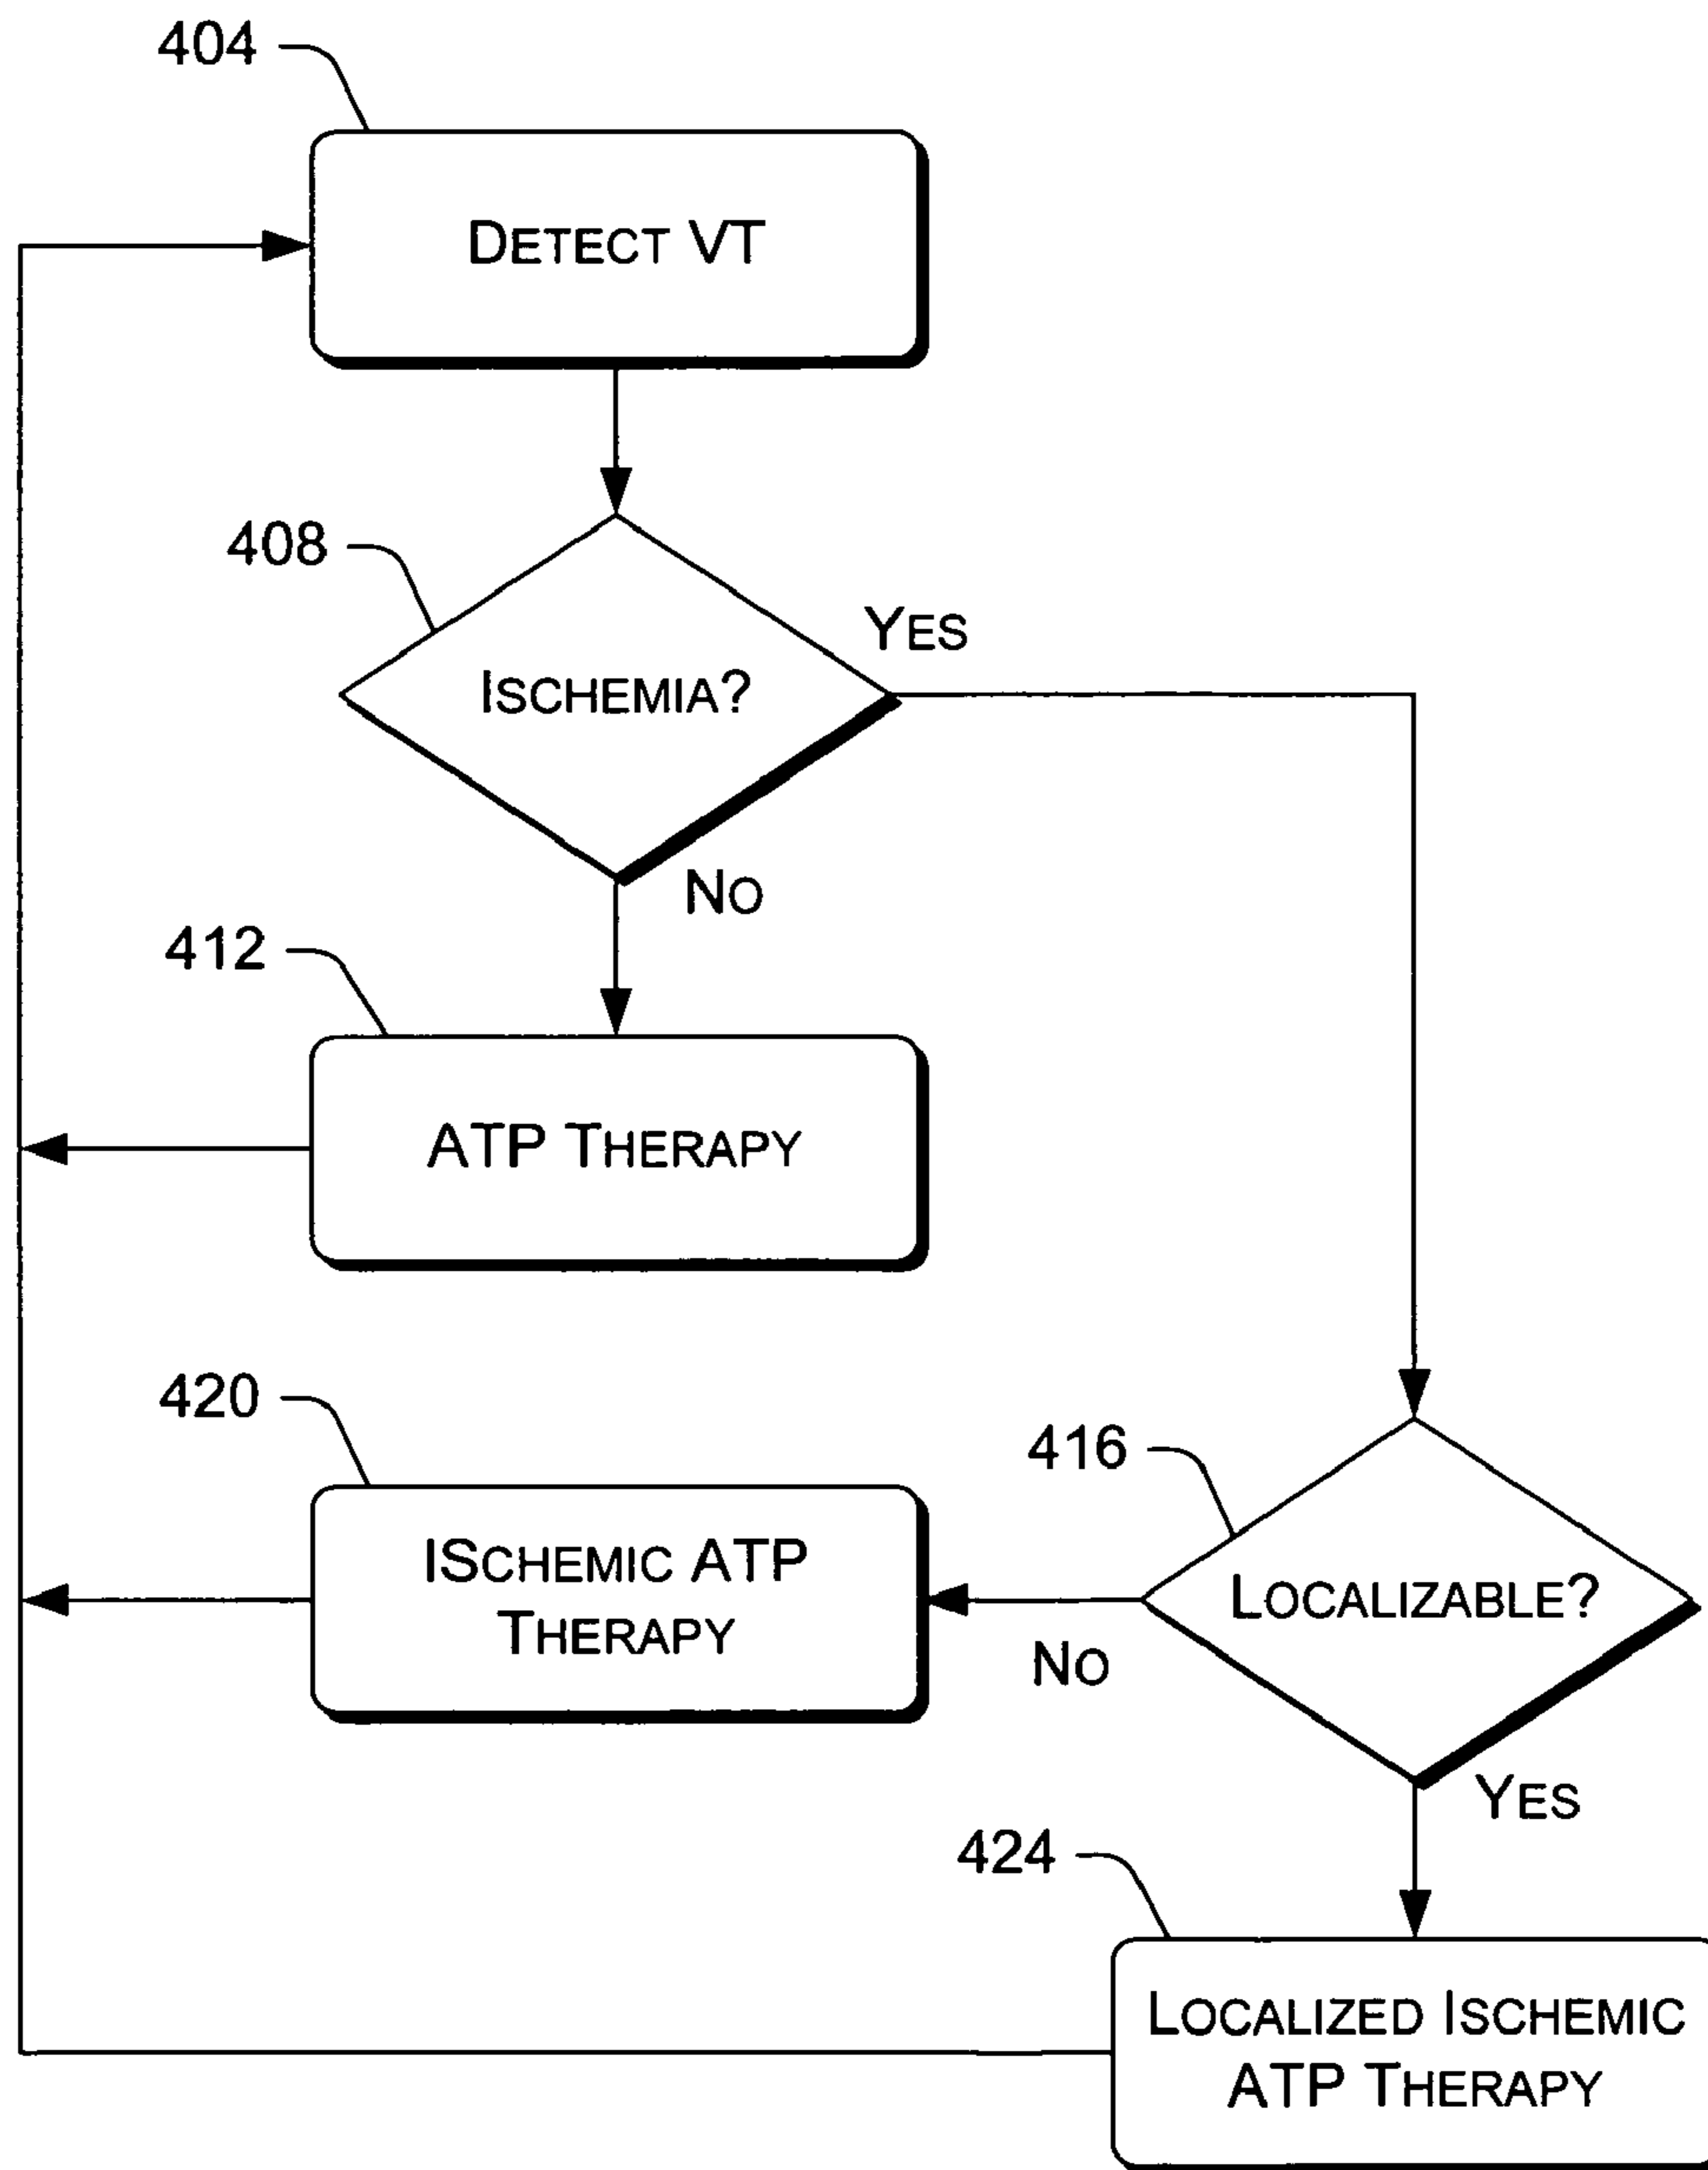 404
DETECT VT
408
ISCHEMIA?
YES
NO
412
ATP THERAPY
420
ISCHEMIC ATP
THERAPY
416
LOCALIZABLE?
NO
YES
424
LOCALIZED ISCHEMIC
ATP THERAPY